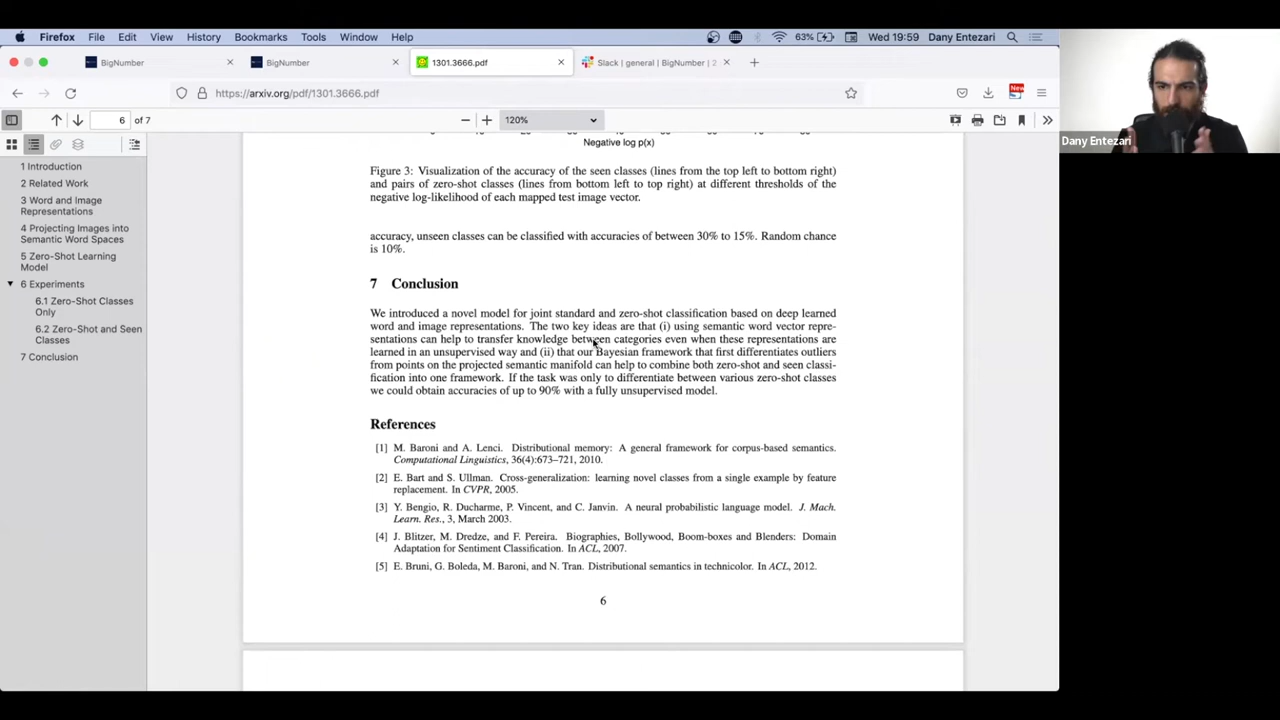 Firefox File Edit View History Bookmarks Tools Window Help 63% Wed 19:59 Dany Entezari
BigNumber BigNumber 1301.3666.pdf Slack | general | BigNumber | 2
https://arxiv.org/pdf/1301.3666.pdf New
6 of 7 120%
Dany Entezari
1 Introduction
2 Related Work
3 Word and Image
Representations
4 Projecting Images into
Semantic Word Spaces
5 Zero-Shot Learning
Model
6 Experiments
6.1 Zero-Shot Classes
Only
6.2 Zero-Shot and Seen
Classes
7 Conclusion
Negative log p(x)
Figure 3: Visualization of the accuracy of the seen classes (lines from the top left to bottom right)
and pairs of zero-shot classes (lines from bottom left to top right) at different thresholds of the
negative log-likelihood of each mapped test image vector.
accuracy, unseen classes can be classified with accuracies of between 30% to 15%. Random chance
is 10%.
7 Conclusion
We introduced a novel model for joint standard and zero-shot classification based on deep learned
word and image representations. The two key ideas are that (i) using semantic word vector repre-
sentations can help to transfer knowledge between categories even when these representations are
learned in an unsupervised way and (ii) that our Bayesian framework that first differentiates outliers
from points on the projected semantic manifold can help to combine both zero-shot and seen classi-
fication into one framework. If the task was only to differentiate between various zero-shot classes
we could obtain accuracies of up to 90% with a fully unsupervised model.
References
[1] M. Baroni and A. Lenci. Distributional memory: A general framework for corpus-based semantics.
Computational Linguistics, 36(4):673–721, 2010.
[2] E. Bart and S. Ullman. Cross-generalization: learning novel classes from a single example by feature
replacement. In CVPR, 2005.
[3] Y. Bengio, R. Ducharme, P. Vincent, and C. Janvin. A neural probabilistic language model. J. Mach.
Learn. Res., 3, March 2003.
[4] J. Blitzer, M. Dredze, and F. Pereira. Biographies, Bollywood, Boom-boxes and Blenders: Domain
Adaptation for Sentiment Classification. In ACL, 2007.
[5] E. Bruni, G. Boleda, M. Baroni, and N. Tran. Distributional semantics in technicolor. In ACL, 2012.
6